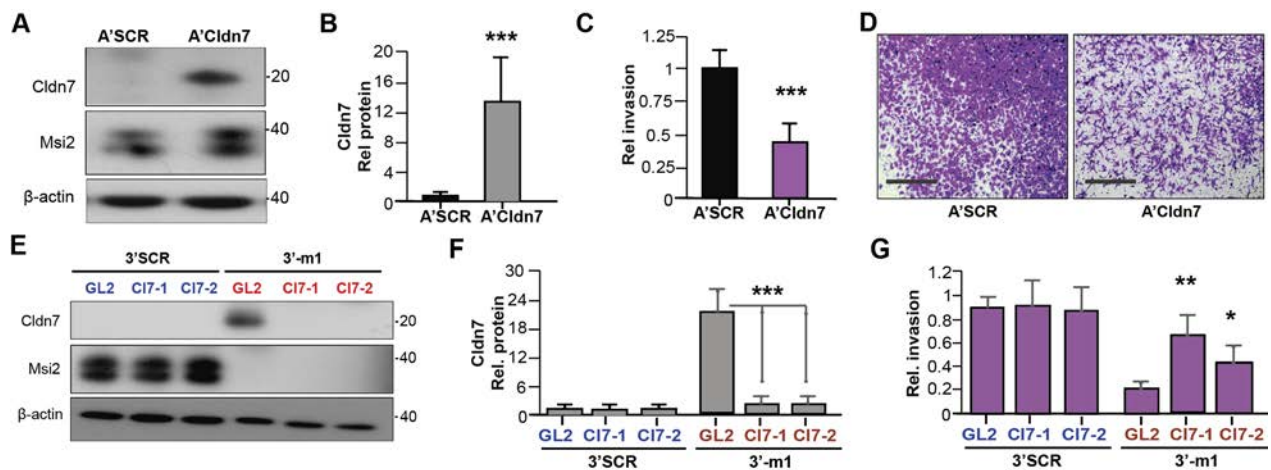 A
A'SCR A'Cldn7
Cldn7
-20
Msi2
-40
β-actin
-40
B
Cldn7
Rel protein
20
16
12
8
4
0
***
A'SCR A'Cldn7
C
Rel invasion
1.25
1
0.75
0.5
0.25
0
***
A'SCR A'Cldn7
D
A'SCR A'Cldn7
E
3'SCR 3'-m1
GL2 Cl7-1 Cl7-2 GL2 Cl7-1 Cl7-2
Cldn7
-20
Msi2
-40
β-actin
-40
F
Cldn7
Rel. protein
30
24
18
12
6
0
***
GL2 Cl7-1 Cl7-2 GL2 Cl7-1 Cl7-2
3'SCR 3'-m1
G
Rel. invasion
1.2
1
0.8
0.6
0.4
0.2
0
**
*
GL2 Cl7-1 Cl7-2 GL2 Cl7-1 Cl7-2
3'SCR 3'-m1